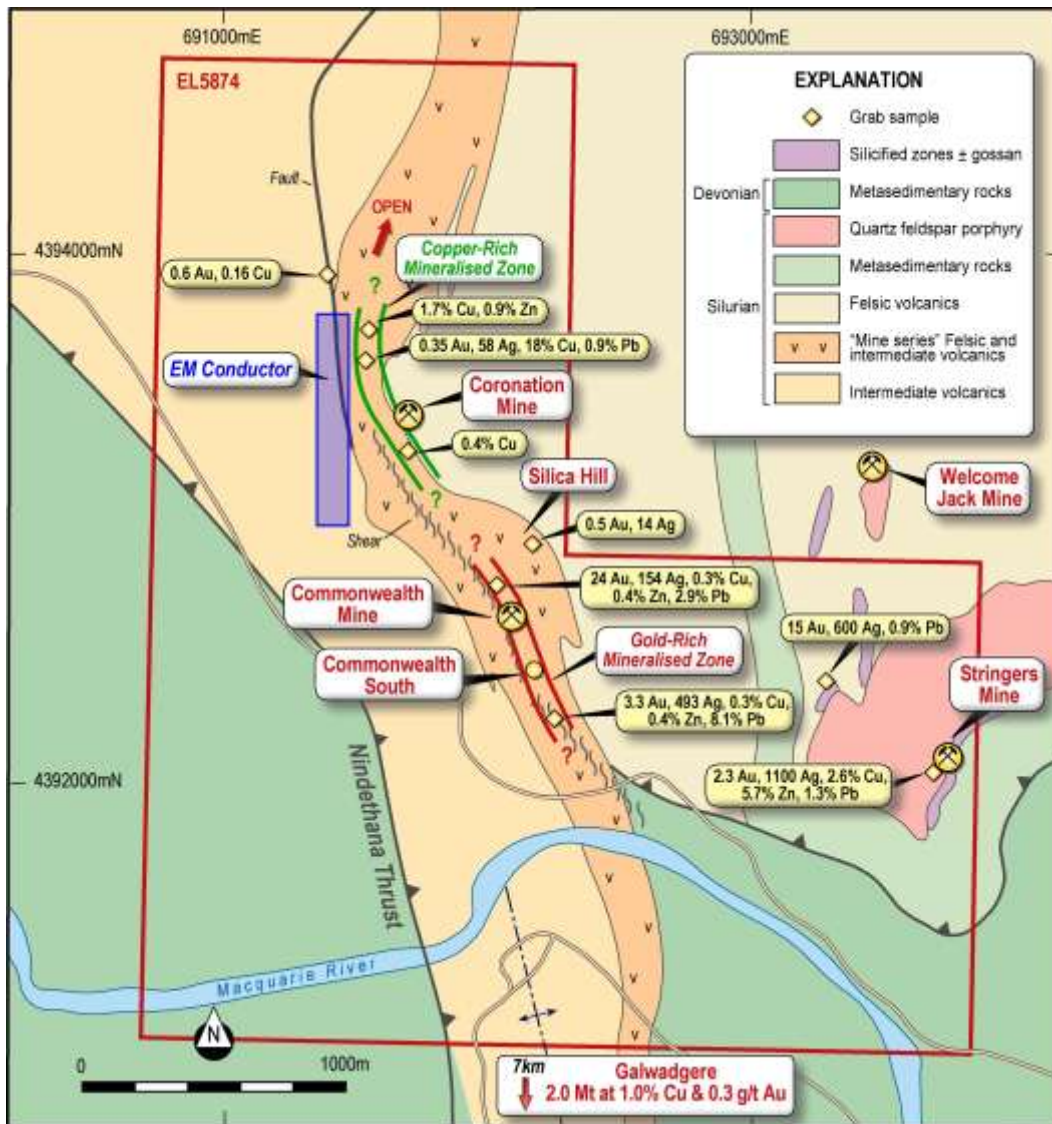 691000mE
693000mE
EL5874
EXPLANATION
Grab sample
Silicified zones ± gossan
Devonian
Metasedimentary rocks
Quartz feldspar porphyry
Metasedimentary rocks
Silurian
Felsic volcanics
v v
"Mine series" Felsic and
intermediate volcanics
Intermediate volcanics
Fault
OPEN
4394000mN
Copper-Rich
Mineralised Zone
0.6 Au, 0.16 Cu
?
1.7% Cu, 0.9% Zn
0.35 Au, 58 Ag, 18% Cu, 0.9% Pb
EM Conductor
Coronation
Mine
0.4% Cu
Silica Hill
Welcome
Jack Mine
?
Shear
0.5 Au, 14 Ag
?
24 Au, 154 Ag, 0.3% Cu,
0.4% Zn, 2.9% Pb
Commonwealth
Mine
15 Au, 600 Ag, 0.9% Pb
Gold-Rich
Mineralised Zone
Commonwealth
South
Stringers
Mine
3.3 Au, 493 Ag, 0.3% Cu,
0.4% Zn, 8.1% Pb
?
4392000mN
2.3 Au, 1100 Ag, 2.6% Cu,
5.7% Zn, 1.3% Pb
Nindethana Thrust
Macquarie River
N
0
1000m
7km
Galwadgere
2.0 Mt at 1.0% Cu & 0.3 g/t Au